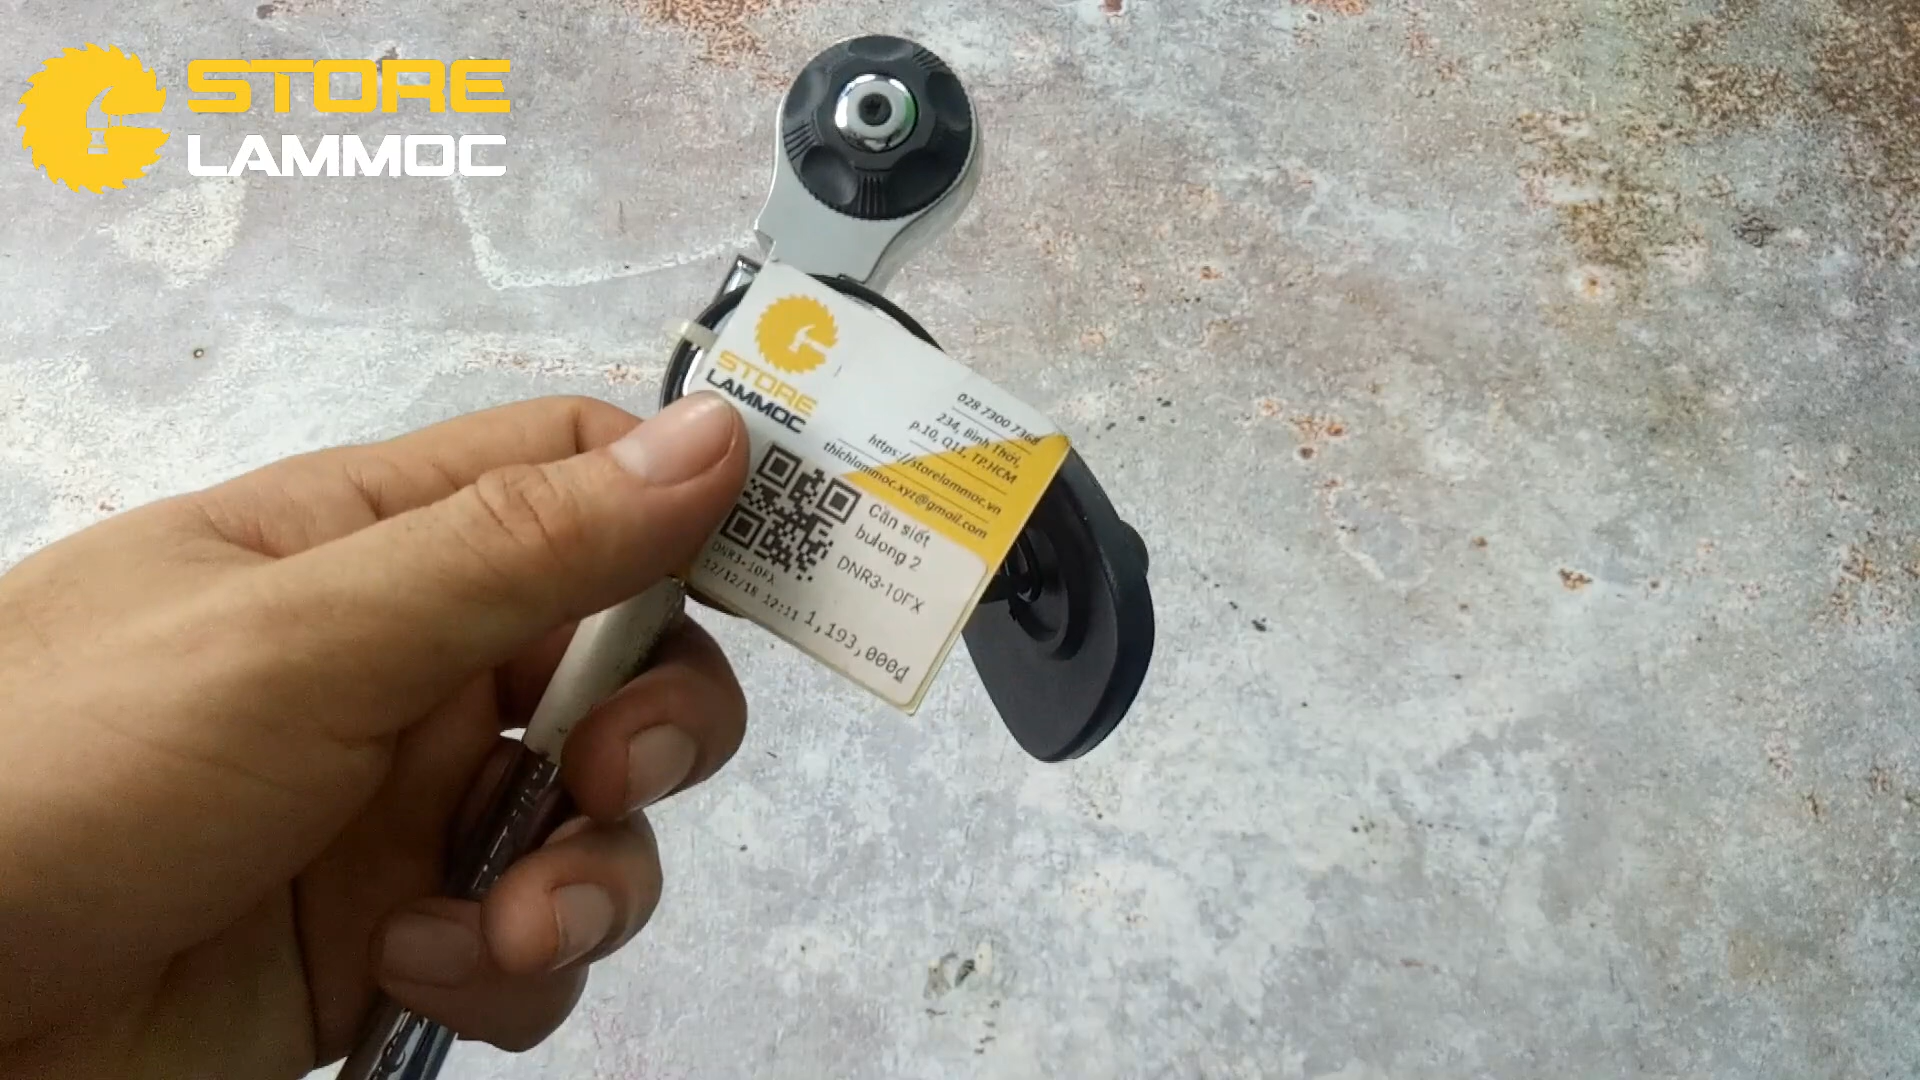 STORE
LAMMOC
STORE
LAMMOC
028 7300 7368
234, Bình Thới,
p.10, Q11, TP.HCM
https://storelammoc.vn
thichlammoc.xyz@gmail.com
Cần siết
bulong 2
DNR3-10FX
DNR3-10FX
12/12/18 12:11
1,193,000đ